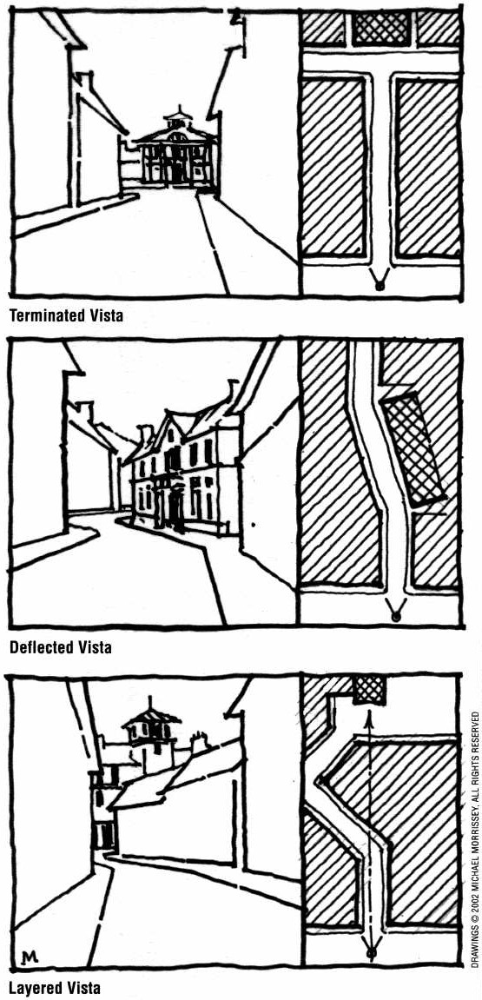 Terminated Vista
Deflected Vista
M
Layered Vista
DRAWINGS © 2002 MICHAEL MORRISSEY, ALL RIGHTS RESERVED